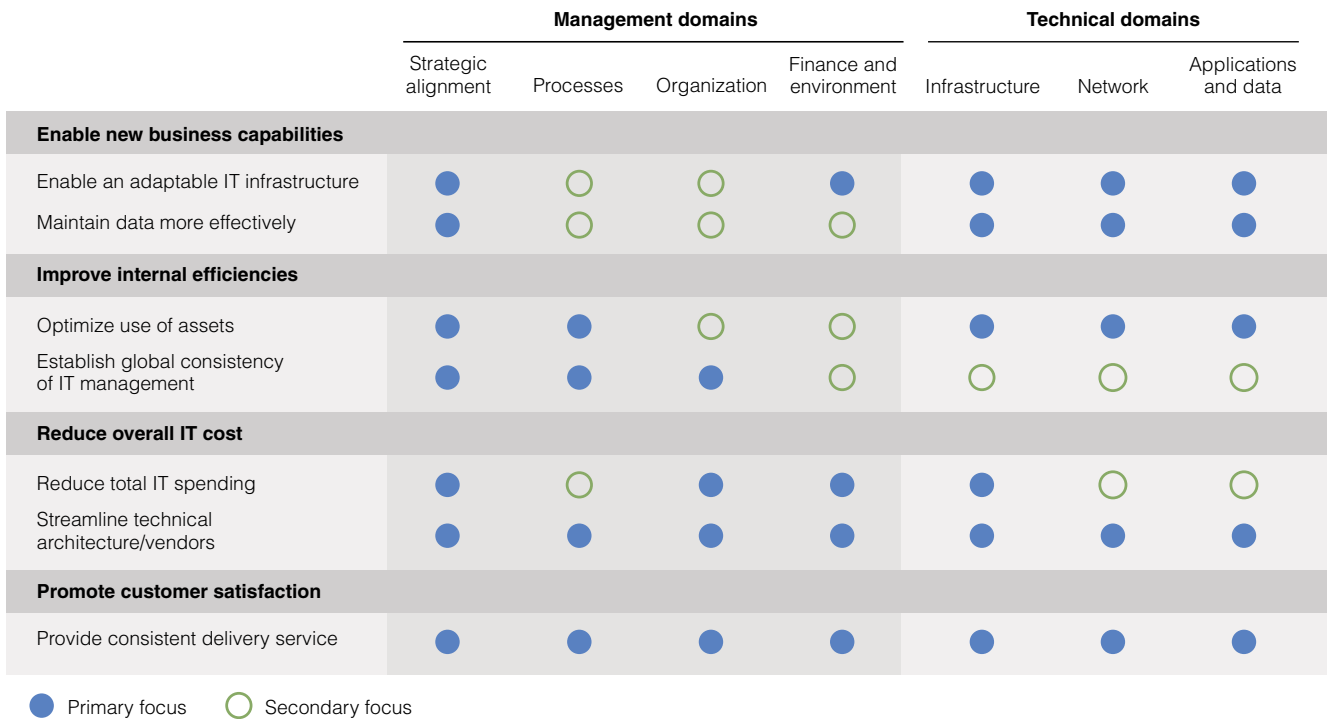 Management domains
Technical domains
Strategic
alignment
Processes
Organization
Finance and
environment
Infrastructure
Network
Applications
and data
Enable new business capabilities
Enable an adaptable IT infrastructure
Maintain data more effectively
Improve internal efficiencies
Optimize use of assets
Establish global consistency
of IT management
Reduce overall IT cost
Reduce total IT spending
Streamline technical
architecture/vendors
Promote customer satisfaction
Provide consistent delivery service
Primary focus
Secondary focus